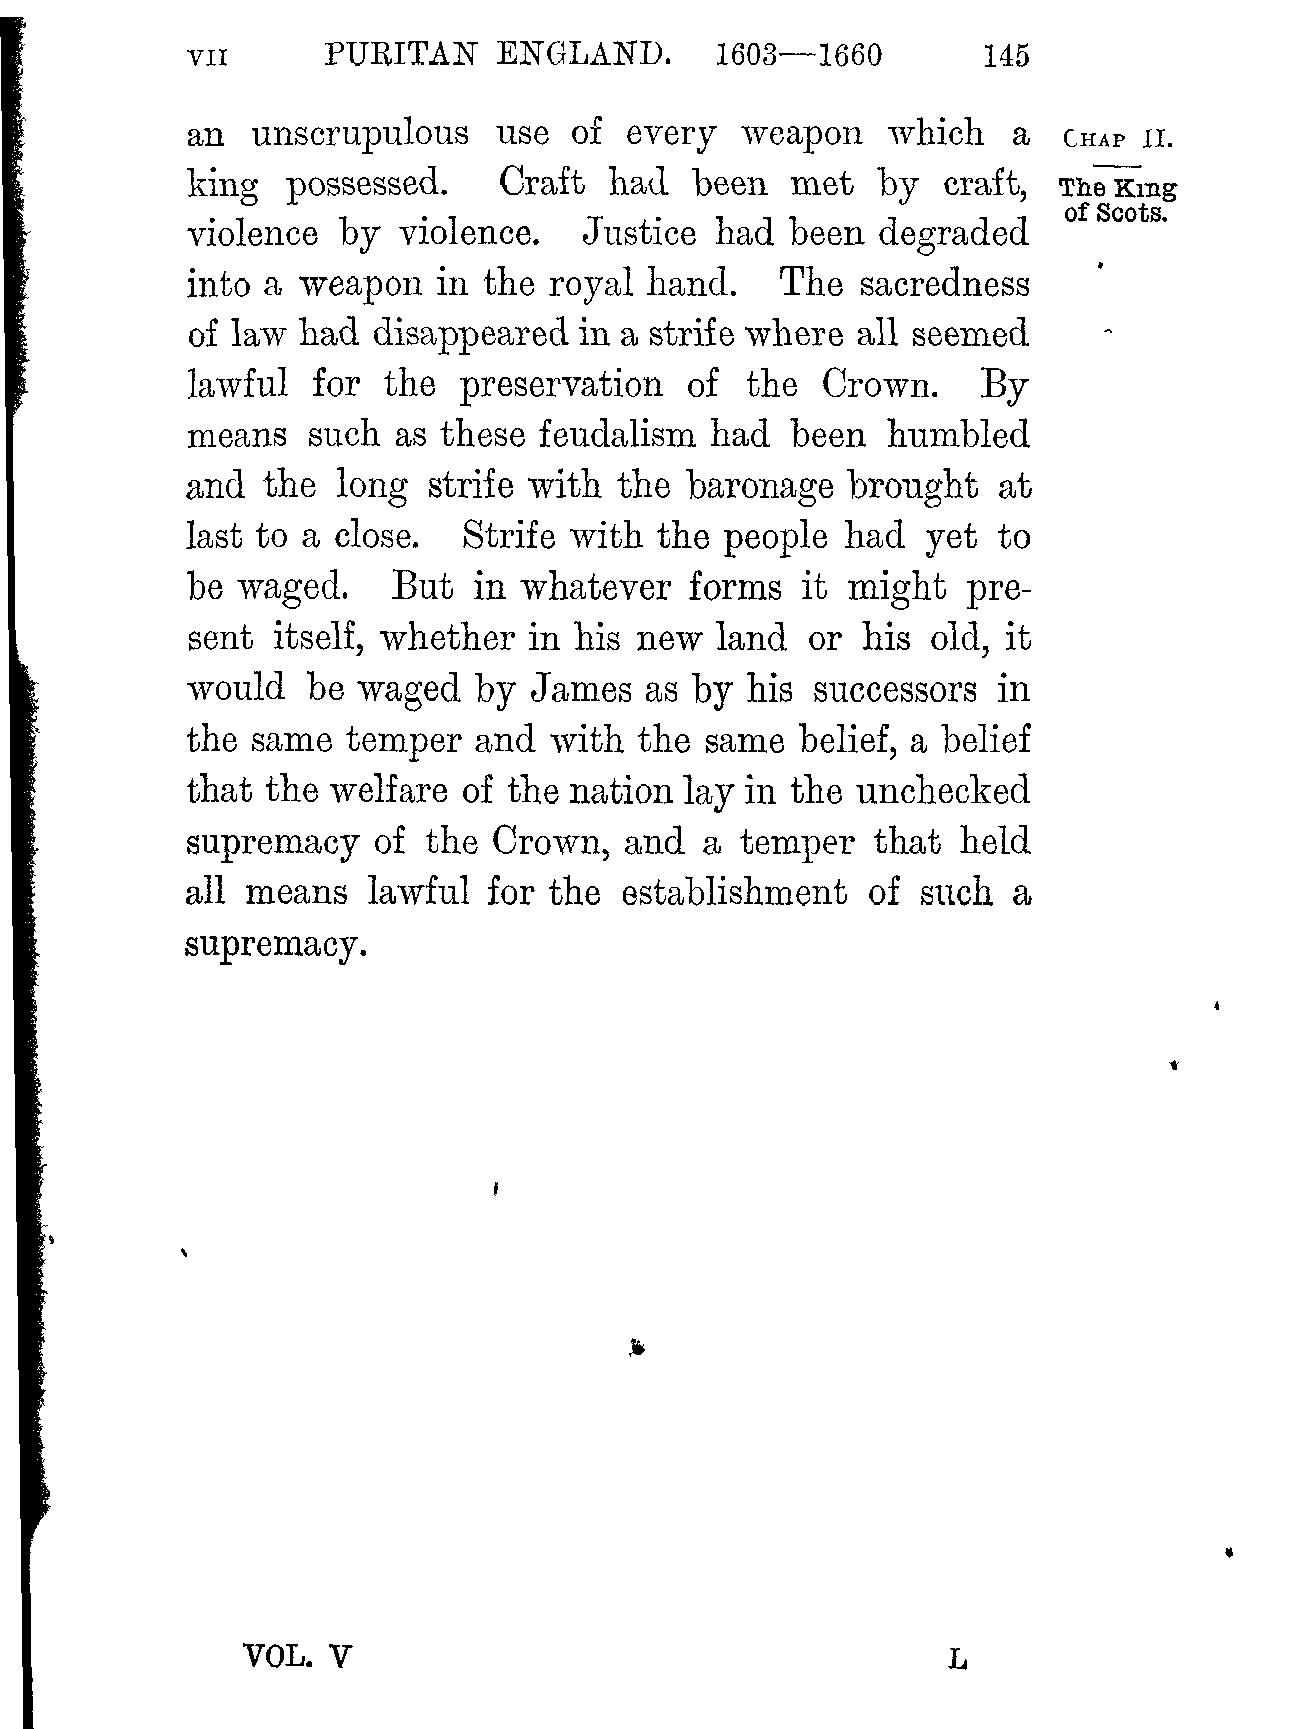 VII PURITAN ENGLAND. 1603—1660 145
an unscrupulous use of every weapon which a
king possessed. Craft had been met by craft,
violence by violence. Justice had been degraded
into a weapon in the royal hand. The sacredness
of law had disappeared in a strife where all seemed
lawful for the preservation of the Crown. By
means such as these feudalism had been humbled
and the long strife with the baronage brought at
last to a close. Strife with the people had yet to
be waged. But in whatever forms it might pre-
sent itself, whether in his new land or his old, it
would be waged by James as by his successors in
the same temper and with the same belief, a belief
that the welfare of the nation lay in the unchecked
supremacy of the Crown, and a temper that held
all means lawful for the establishment of such a
supremacy.
CHAP II.
The King
of Scots.
VOL. V L